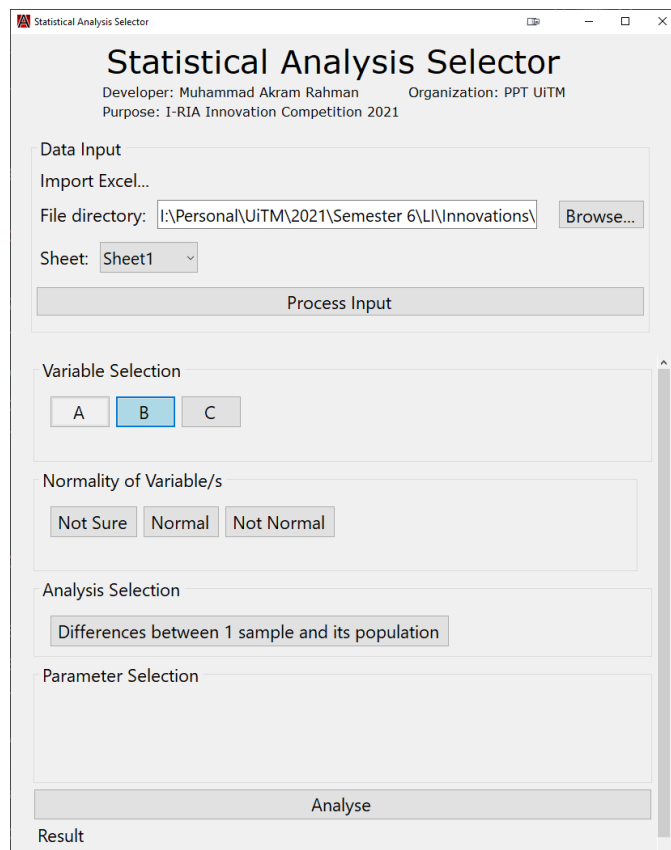 Statistical Analysis Selector
Statistical Analysis Selector
Developer: Muhammad Akram Rahman Organization: PPT UiTM
Purpose: I-RIA Innovation Competition 2021
Data Input
Import Excel...
File directory: I:\Personal\UiTM\2021\Semester 6\LI\Innovations\ Browse...
Sheet: Sheet1
Process Input
Variable Selection
A B C
Normality of Variable/s
Not Sure Normal Not Normal
Analysis Selection
Differences between 1 sample and its population
Parameter Selection
Analyse
Result